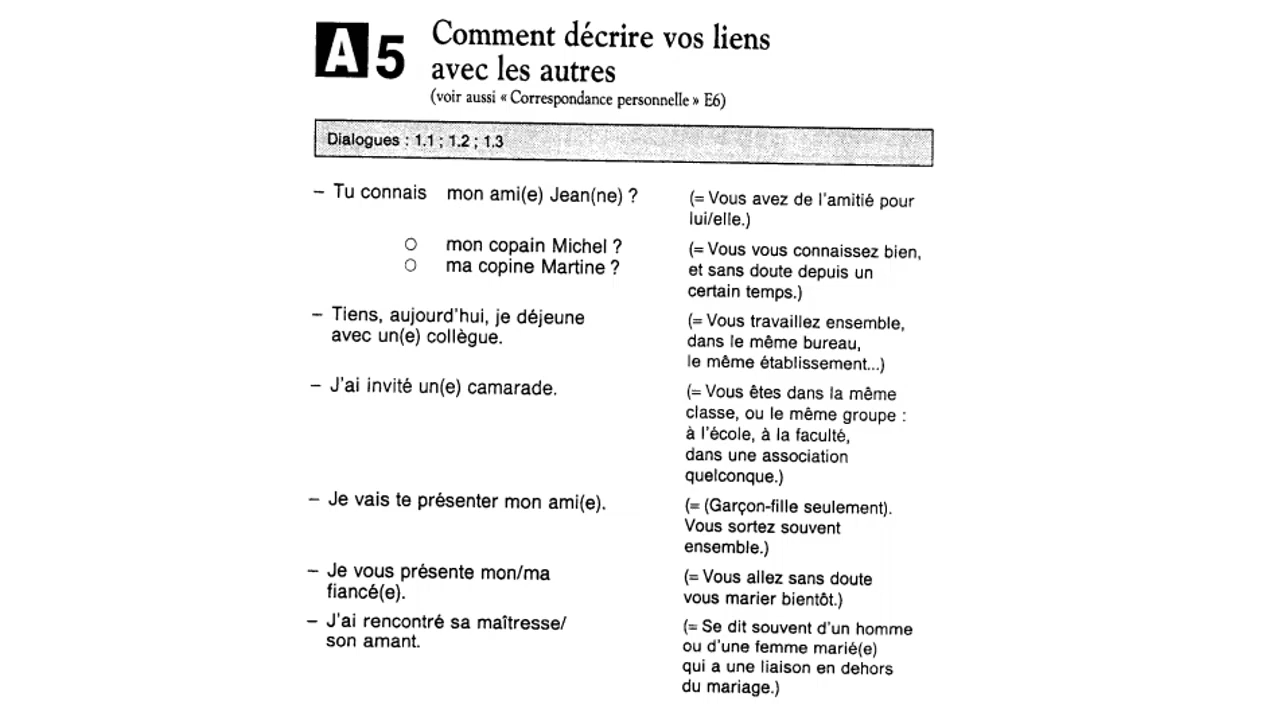 A5
Comment décrire vos liens
avec les autres
(voir aussi « Correspondance personnelle » E6)
Dialogues : 1.1 ; 1.2 ; 1.3
– Tu connais mon ami(e) Jean(ne) ? (= Vous avez de l'amitié pour
lui/elle.)
○ mon copain Michel ? (= Vous vous connaissez bien,
○ ma copine Martine ? et sans doute depuis un
certain temps.)
– Tiens, aujourd'hui, je déjeune (= Vous travaillez ensemble,
avec un(e) collègue. dans le même bureau,
le même établissement...)
– J'ai invité un(e) camarade. (= Vous êtes dans la même
classe, ou le même groupe :
à l'école, à la faculté,
dans une association
quelconque.)
– Je vais te présenter mon ami(e). (= (Garçon-fille seulement).
Vous sortez souvent
ensemble.)
– Je vous présente mon/ma (= Vous allez sans doute
fiancé(e). vous marier bientôt.)
– J'ai rencontré sa maîtresse/ (= Se dit souvent d'un homme
son amant. ou d'une femme marié(e)
qui a une liaison en dehors
du mariage.)